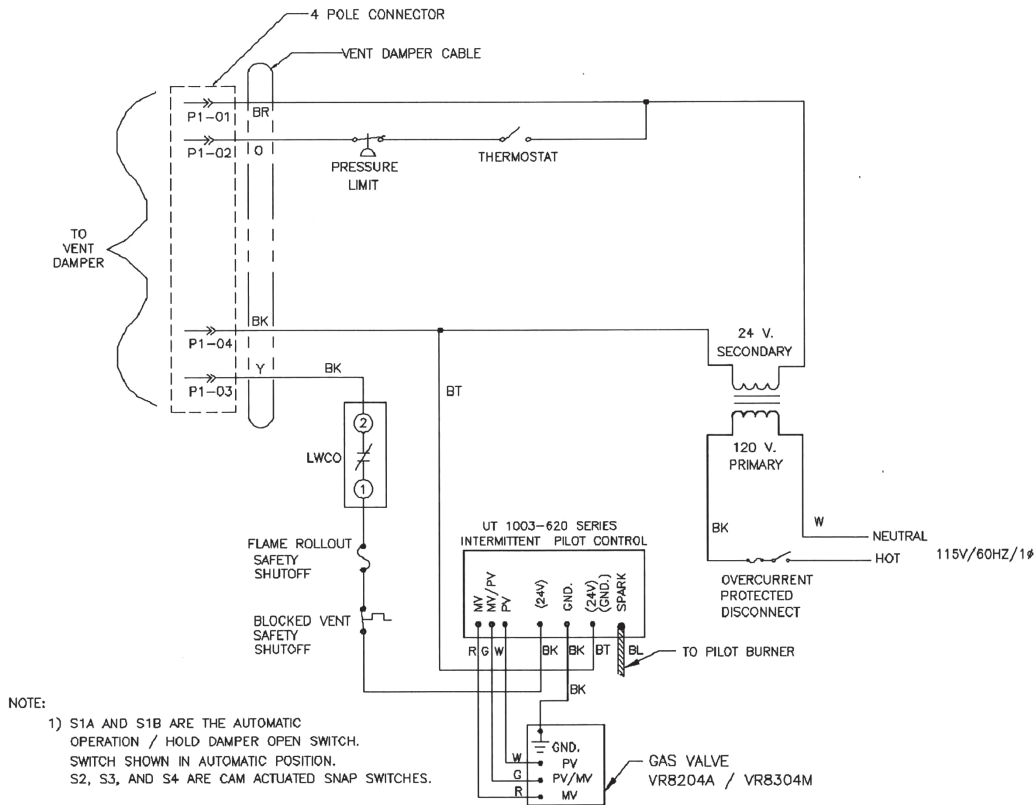 4 POLE CONNECTOR
VENT DAMPER CABLE
P1-01
BR
P1-02
O
PRESSURE
LIMIT
THERMOSTAT
TO
VENT
DAMPER
BK
P1-04
Y
BK
P1-03
BT
24 V.
SECONDARY
120 V.
PRIMARY
2
LWCO
1
BK
W
NEUTRAL
HOT
115V/60HZ/1ø
OVERCURRENT
PROTECTED
DISCONNECT
UT 1003-620 SERIES
INTERMITTENT PILOT CONTROL
FLAME ROLLOUT
SAFETY
SHUTOFF
MV
MV/PV
PV
(24V)
GND.
(24V)
(GND.)
SPARK
BLOCKED VENT
SAFETY
SHUTOFF
R
G
W
BK
BK
BT
BL
TO PILOT BURNER
BK
NOTE:
1) S1A AND S1B ARE THE AUTOMATIC
OPERATION / HOLD DAMPER OPEN SWITCH.
SWITCH SHOWN IN AUTOMATIC POSITION.
S2, S3, AND S4 ARE CAM ACTUATED SNAP SWITCHES.
GND.
W
PV
G
PV/MV
R
MV
GAS VALVE
VR8204A / VR8304M